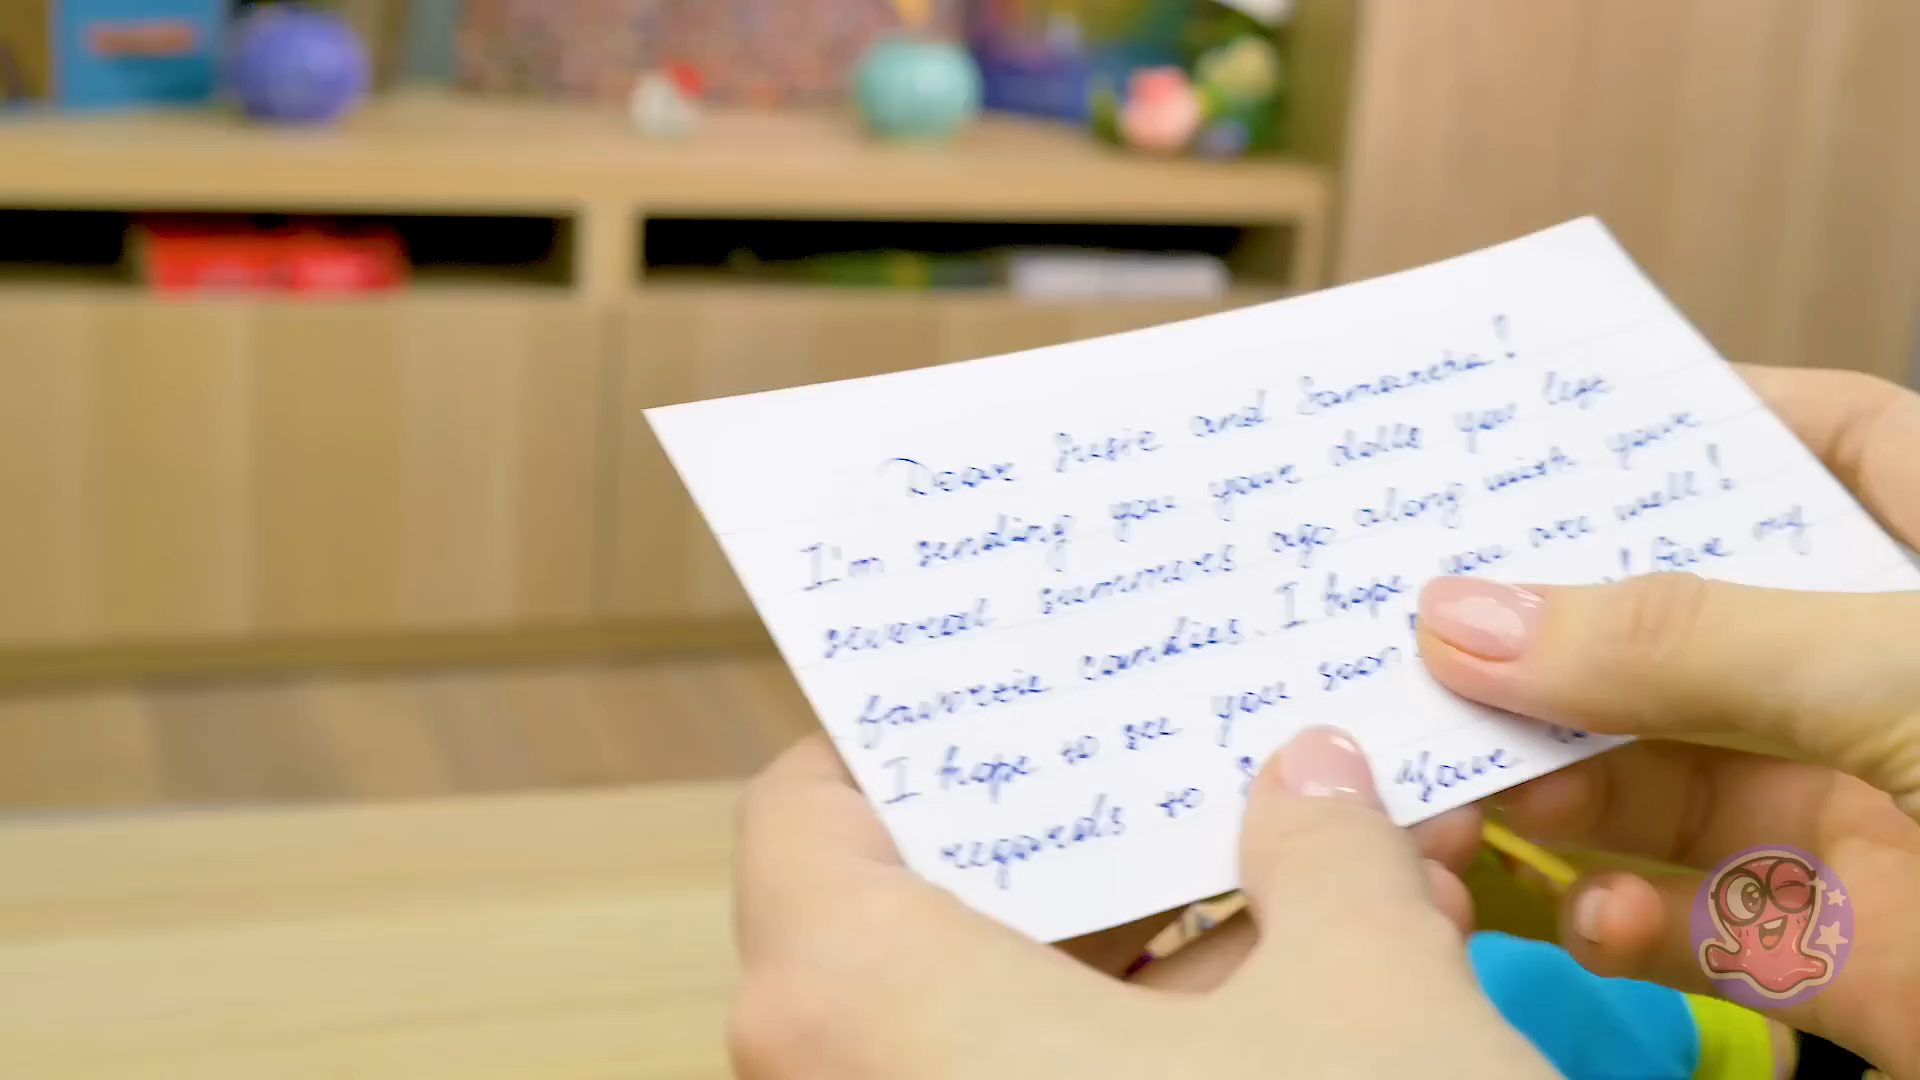 Dear Susie and Samantha!
I'm sending you your dolls you left
several summers ago along with your
favorite candies. I hope you are well!
I hope to see you soon! Give my
regards to Your